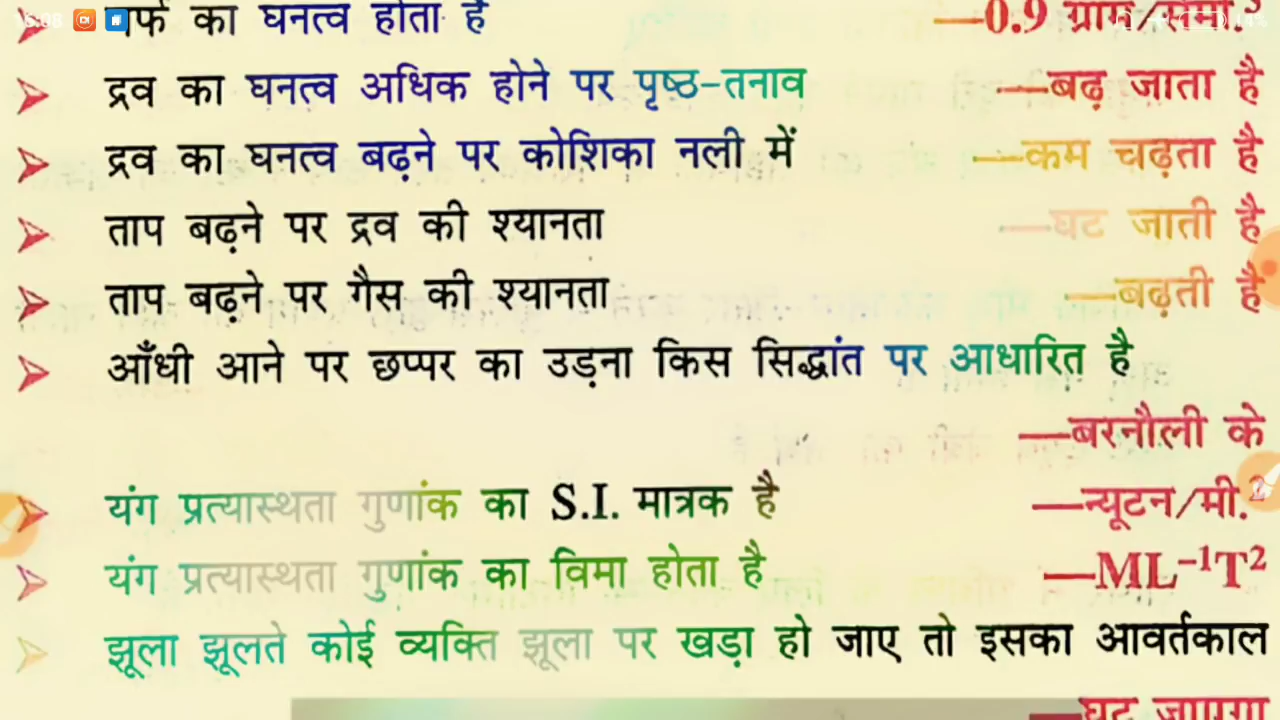 बर्फ का घनत्व होता है —0.9 ग्राम/सेमी.³
द्रव का घनत्व अधिक होने पर पृष्ठ-तनाव —बढ़ जाता है
द्रव का घनत्व बढ़ने पर कोशिका नली में —कम चढ़ता है
ताप बढ़ने पर द्रव की श्यानता —घट जाती है
ताप बढ़ने पर गैस की श्यानता —बढ़ती है
आँधी आने पर छप्पर का उड़ना किस सिद्धांत पर आधारित है
—बरनौली के
यंग प्रत्यास्थता गुणांक का S.I. मात्रक है —न्यूटन/मी.²
यंग प्रत्यास्थता गुणांक का विमा होता है —ML⁻¹T²
झूला झूलते कोई व्यक्ति झूला पर खड़ा हो जाए तो इसका आवर्तकाल
—घट जाएगा